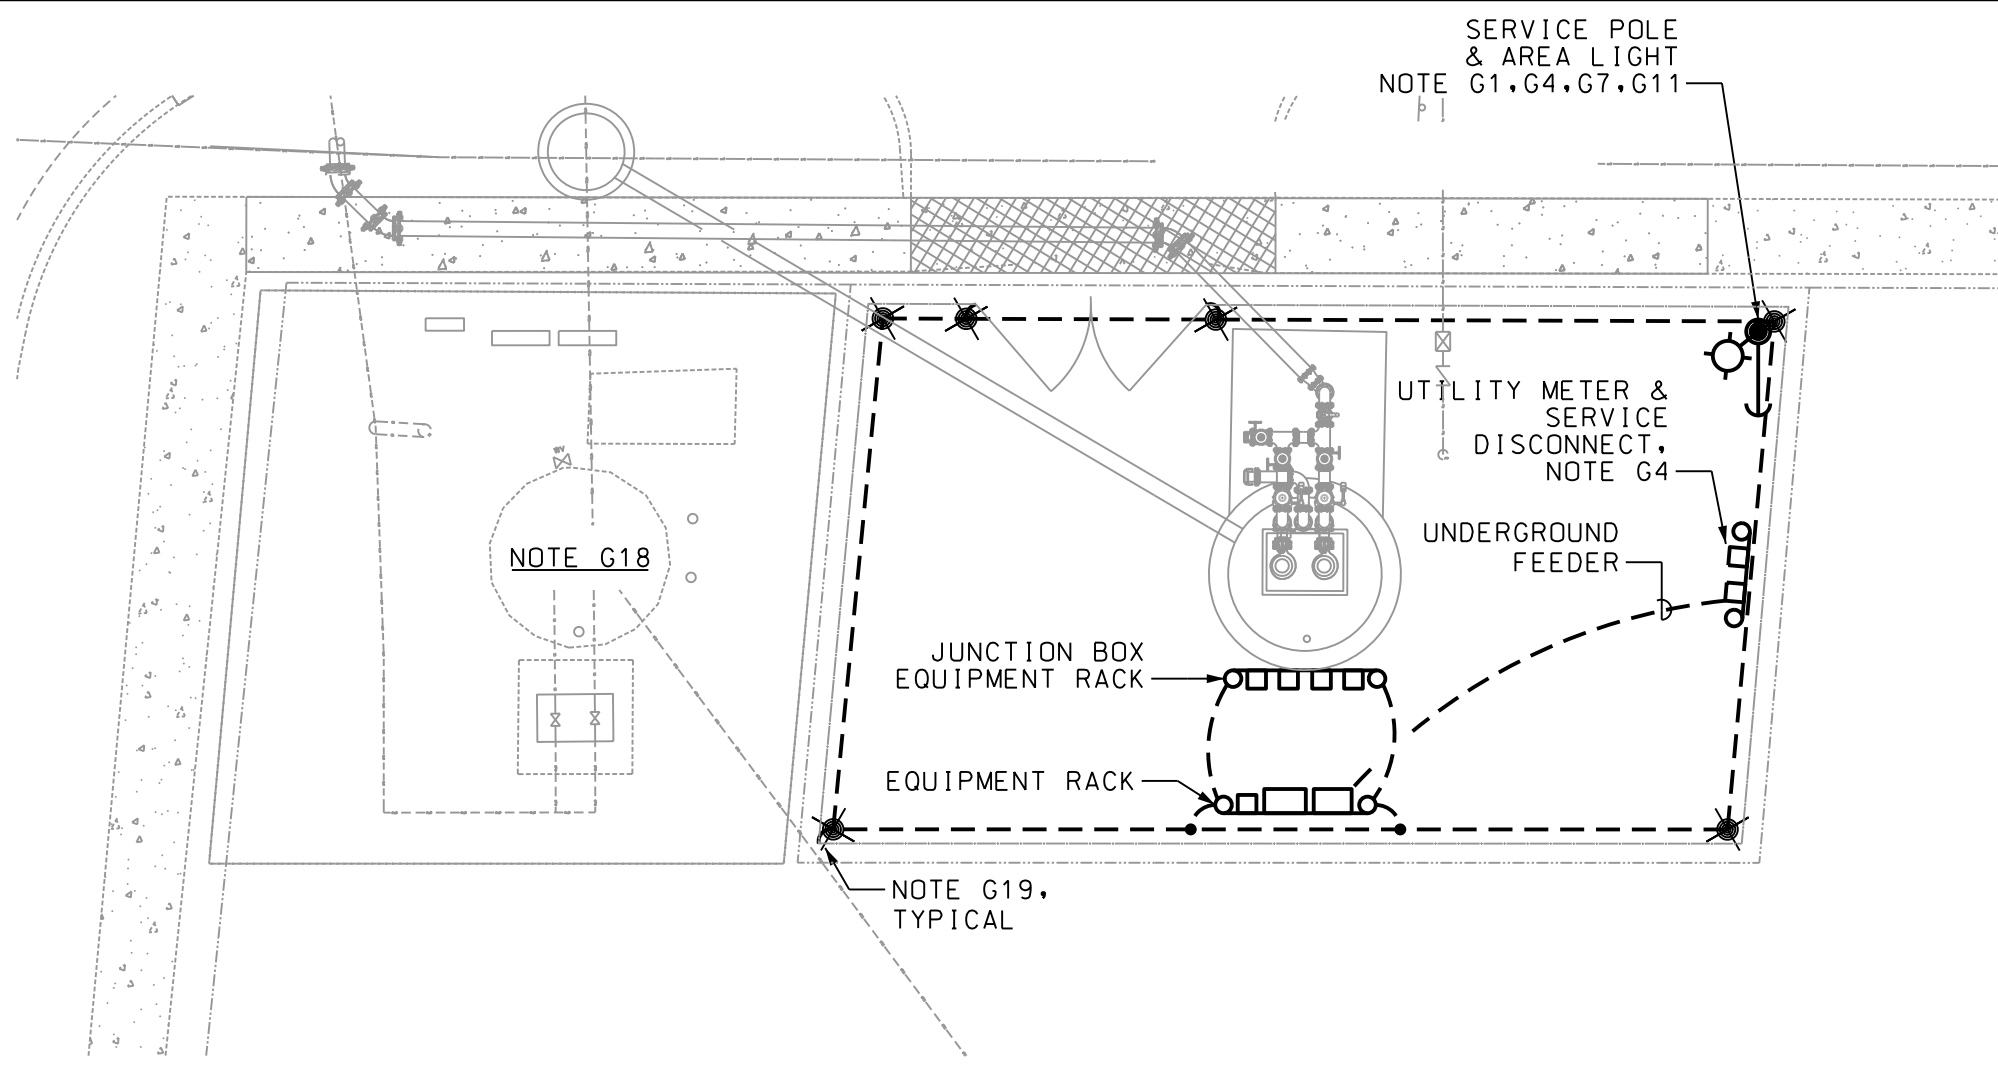 SERVICE POLE
& AREA LIGHT
NOTE G1,G4,G7,G11
UTILITY METER &
SERVICE
DISCONNECT,
NOTE G4
UNDERGROUND
FEEDER
NOTE G18
JUNCTION BOX
EQUIPMENT RACK
EQUIPMENT RACK
NOTE G19,
TYPICAL